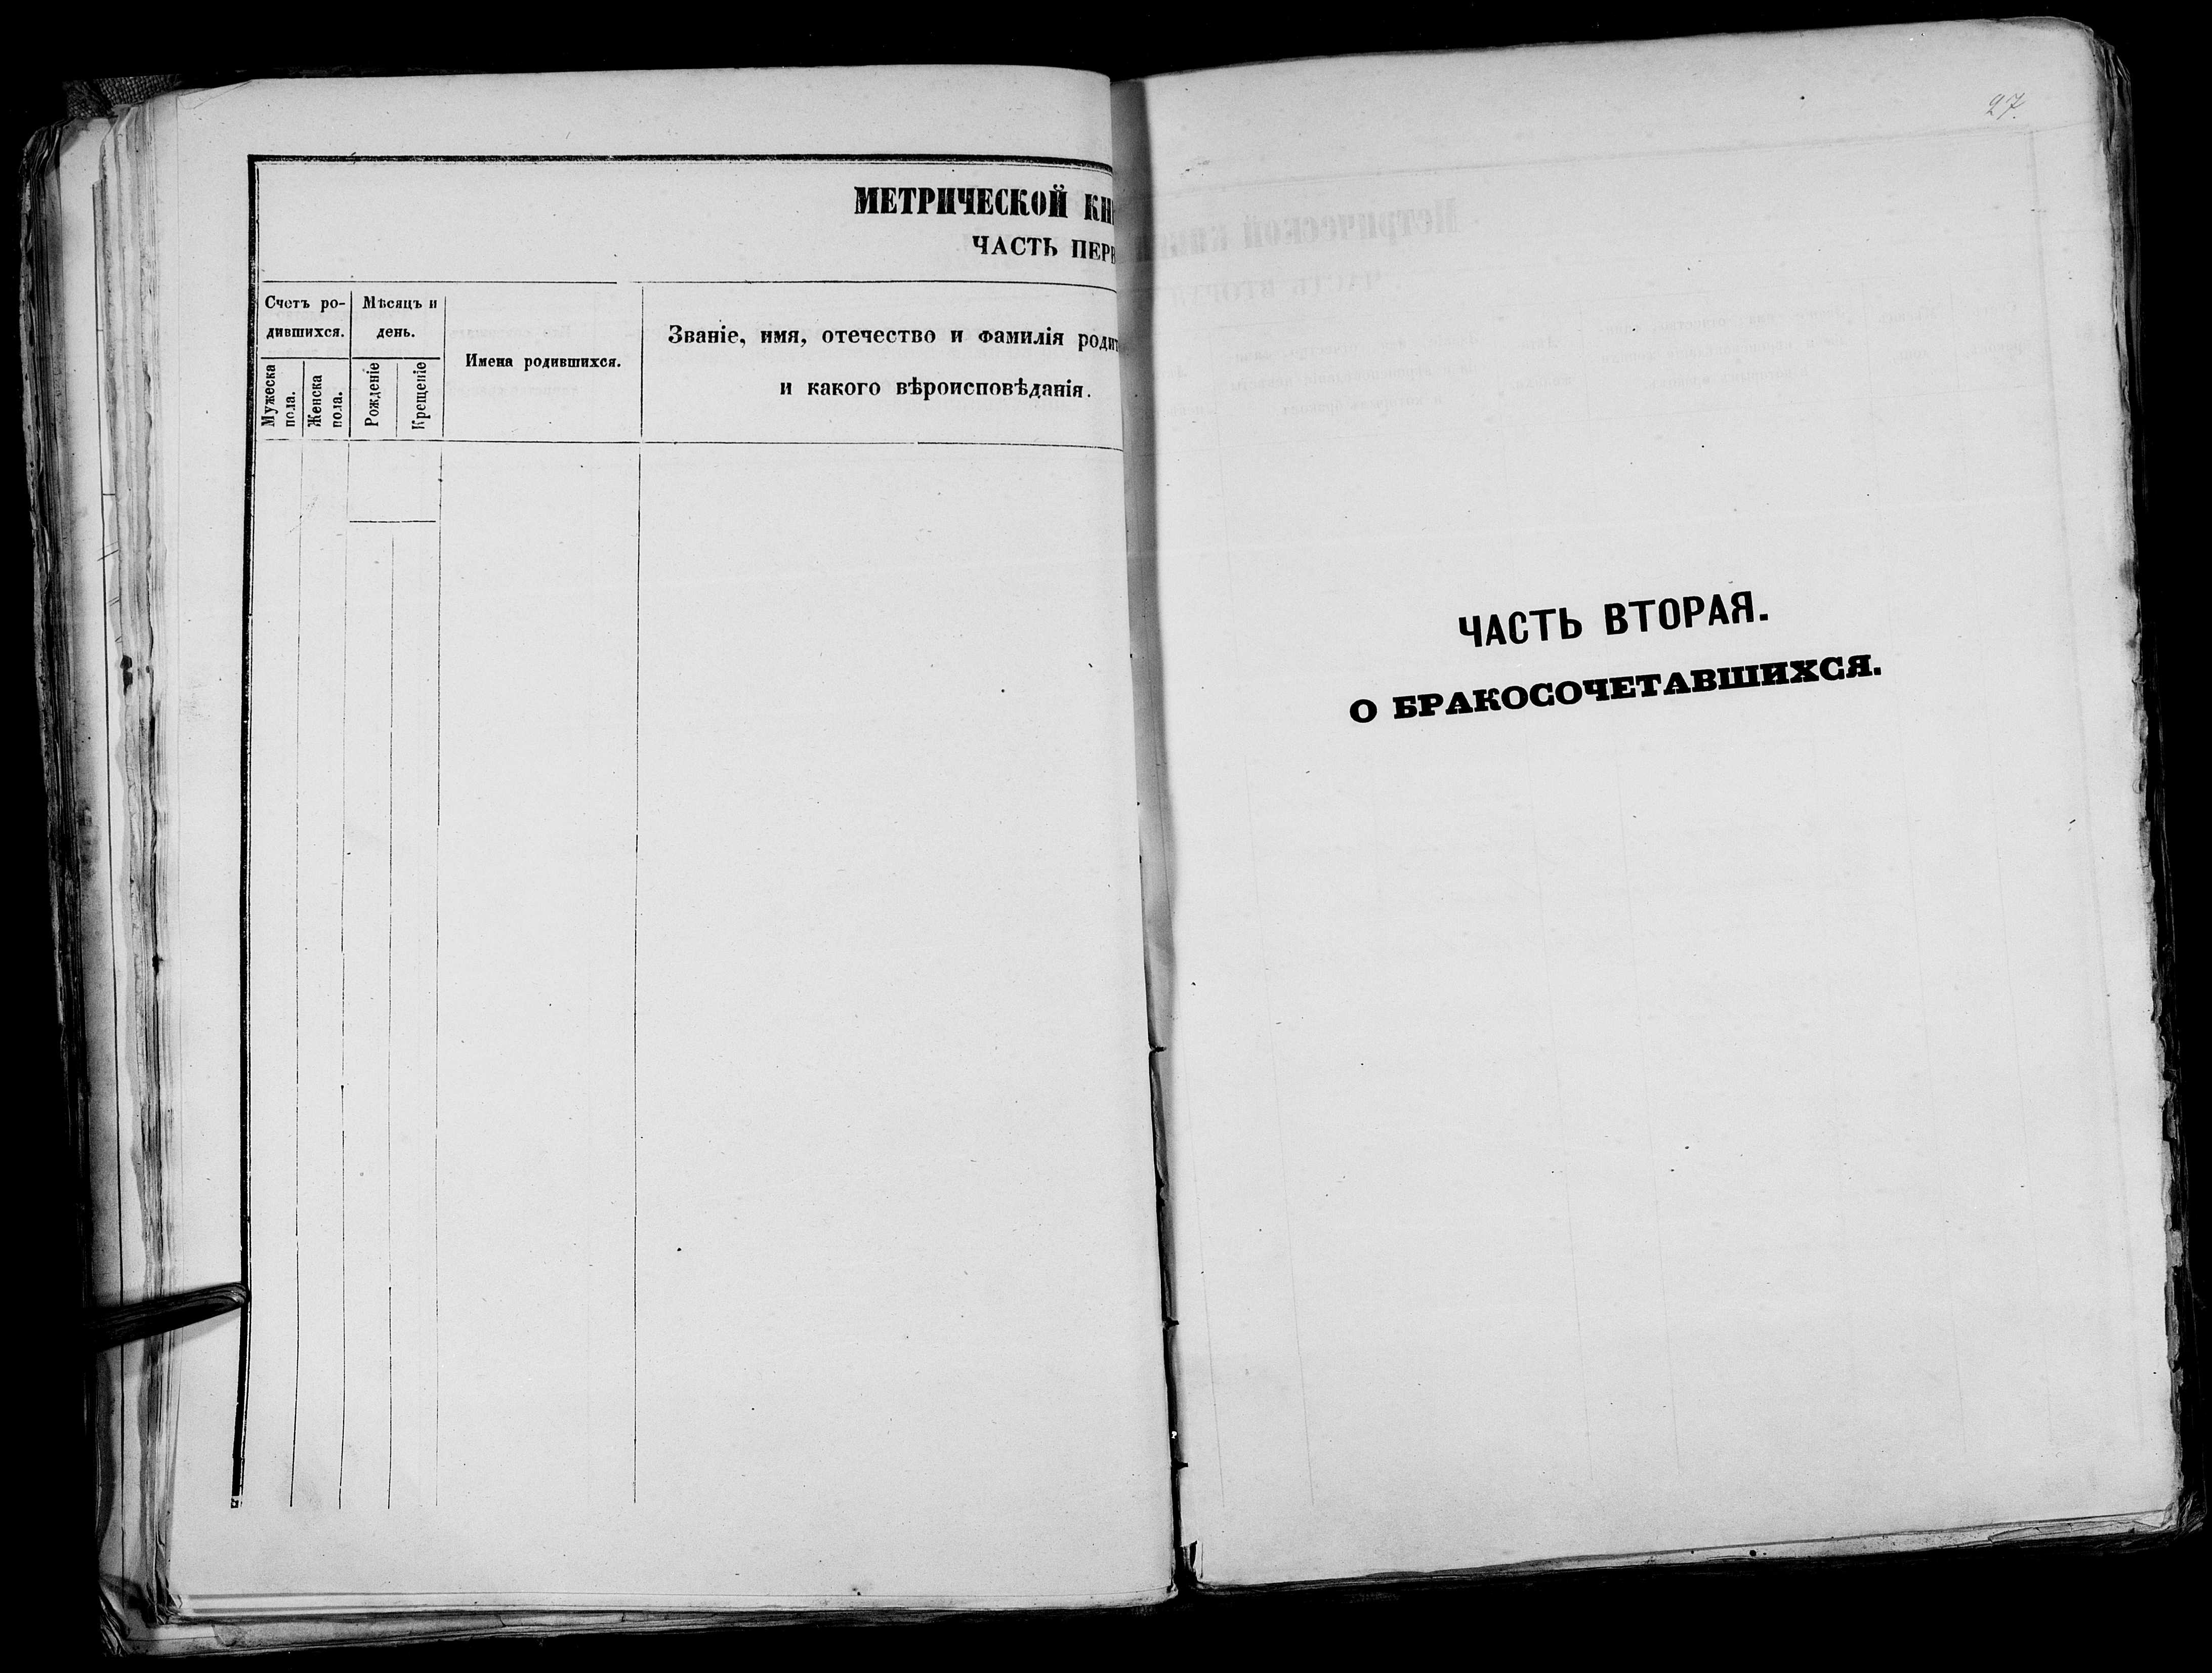 МЕТРИЧЕСКОЙ КНИ
ЧАСТЬ ПЕРВ
Счетъ ро-
дившихся.
Мѣсяцъ и
день.
Имена родившихся.
Званіе, имя, отечество и фамилія родит
и какого вѣроисповѣданія.
Мужеска
пола.
Женска
пола.
Рожденіе
Крещеніе
27.
ЧАСТЬ ВТОРАЯ.
О БРАКОСОЧЕТАВШИХСЯ.